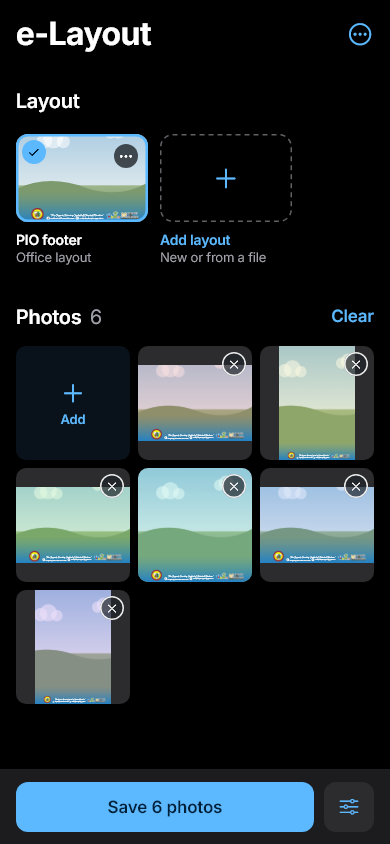 e-Layout
Layout
PIO footer
Office layout
Add layout
New or from a file
Photos 6
Clear
Add
Save 6 photos